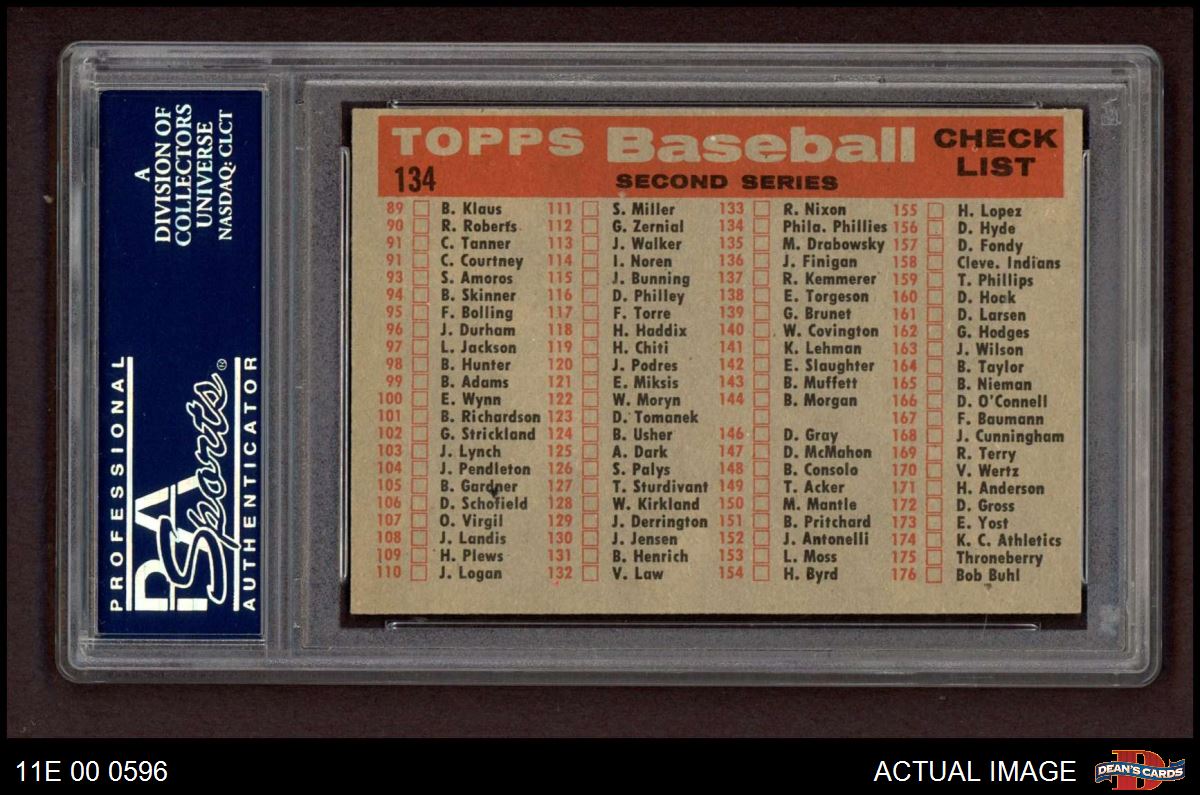 A
DIVISION OF
COLLECTORS
UNIVERSE
NASDAQ: CLCT
PROFESSIONAL
PSA
Sports®
AUTHENTICATOR
TOPPS Baseball CHECK LIST
134 SECOND SERIES
89 B. Klaus 111 S. Miller 133 R. Nixon 155 H. Lopez
90 R. Roberts 112 G. Zernial 134 Phila. Phillies 156 D. Hyde
91 C. Tanner 113 J. Walker 135 M. Drabowsky 157 D. Fondy
91 C. Courtney 114 I. Noren 136 J. Finigan 158 Cleve. Indians
93 S. Amoros 115 J. Bunning 137 R. Kemmerer 159 T. Phillips
94 B. Skinner 116 D. Philley 138 E. Torgeson 160 D. Hoak
95 F. Bolling 117 F. Torre 139 G. Brunet 161 D. Larsen
96 J. Durham 118 H. Haddix 140 W. Covington 162 G. Hodges
97 L. Jackson 119 H. Chiti 141 K. Lehman 163 J. Wilson
98 B. Hunter 120 J. Podres 142 E. Slaughter 164 B. Taylor
99 B. Adams 121 E. Miksis 143 B. Muffett 165 B. Nieman
100 E. Wynn 122 W. Moryn 144 B. Morgan 166 D. O'Connell
101 B. Richardson 123 D. Tomanek 167 F. Baumann
102 G. Strickland 124 B. Usher 146 D. Gray 168 J. Cunningham
103 J. Lynch 125 A. Dark 147 D. McMahon 169 R. Terry
104 J. Pendleton 126 S. Palys 148 B. Consolo 170 V. Wertz
105 B. Gardner 127 T. Sturdivant 149 T. Acker 171 H. Anderson
106 D. Schofield 128 W. Kirkland 150 M. Mantle 172 D. Gross
107 O. Virgil 129 J. Derrington 151 B. Pritchard 173 E. Yost
108 J. Landis 130 J. Jensen 152 J. Antonelli 174 K. C. Athletics
109 H. Plews 131 B. Henrich 153 L. Moss 175 Throneberry
110 J. Logan 132 V. Law 154 H. Byrd 176 Bob Buhl
11E 00 0596 ACTUAL IMAGE DEAN'S CARDS